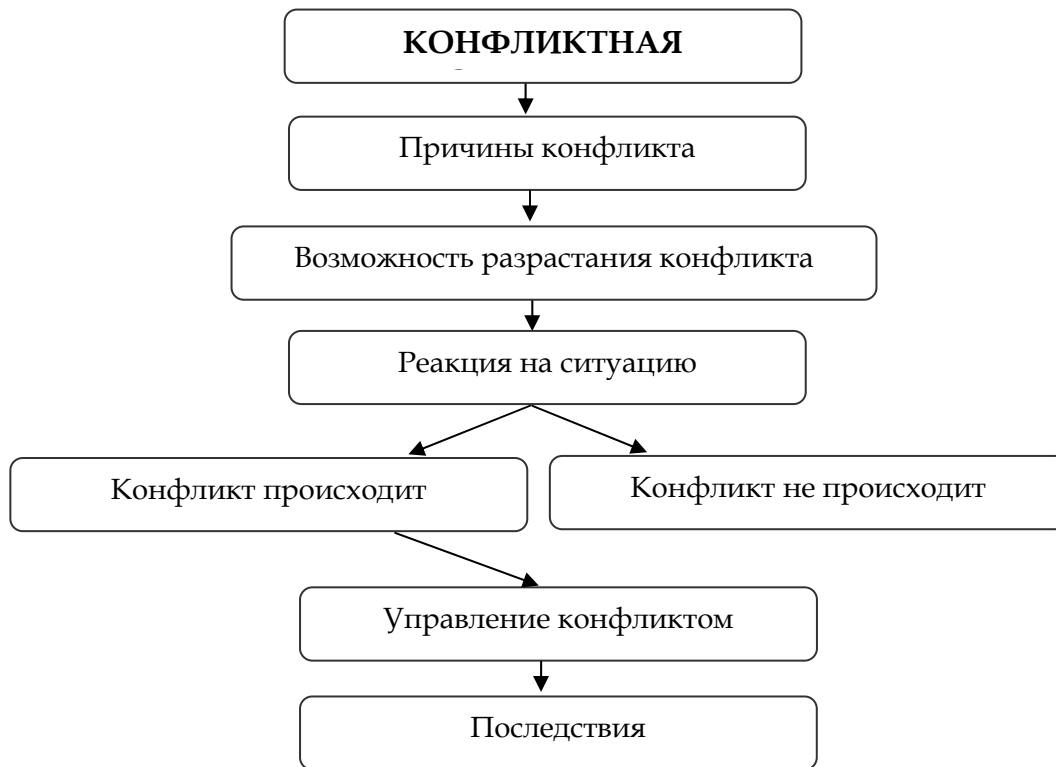 КОНФЛИКТНАЯ
Причины конфликта
Возможность разрастания конфликта
Реакция на ситуацию
Конфликт происходит
Конфликт не происходит
Управление конфликтом
Последствия